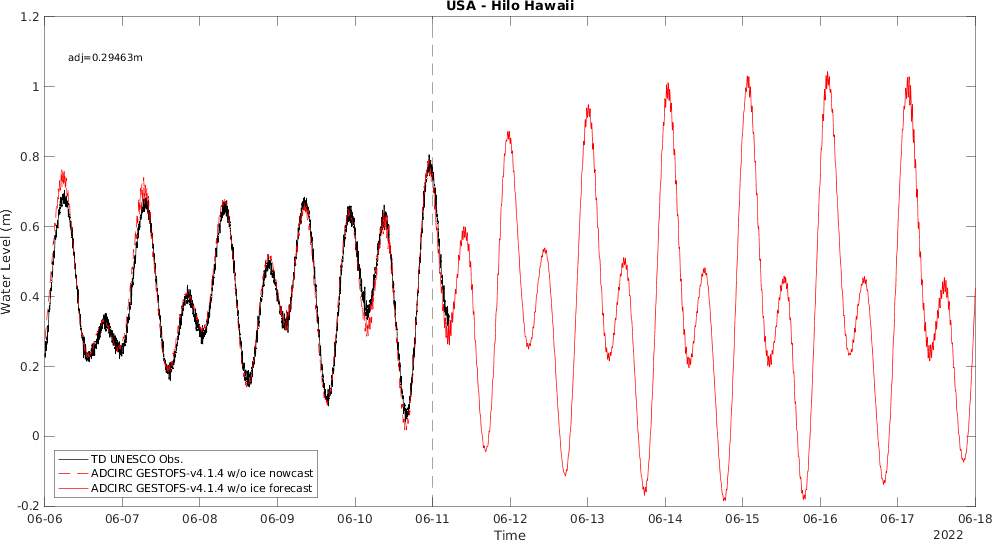 USA - Hilo Hawaii
1.2
adj=0.29463m
1
0.8
0.6
0.4
0.2
0
-0.2
Water Level (m)
TD UNESCO Obs.
ADCIRC GESTOFS-v4.1.4 w/o ice nowcast
ADCIRC GESTOFS-v4.1.4 w/o ice forecast
06-06 06-07 06-08 06-09 06-10 06-11 06-12 06-13 06-14 06-15 06-16 06-17 06-18
Time
2022